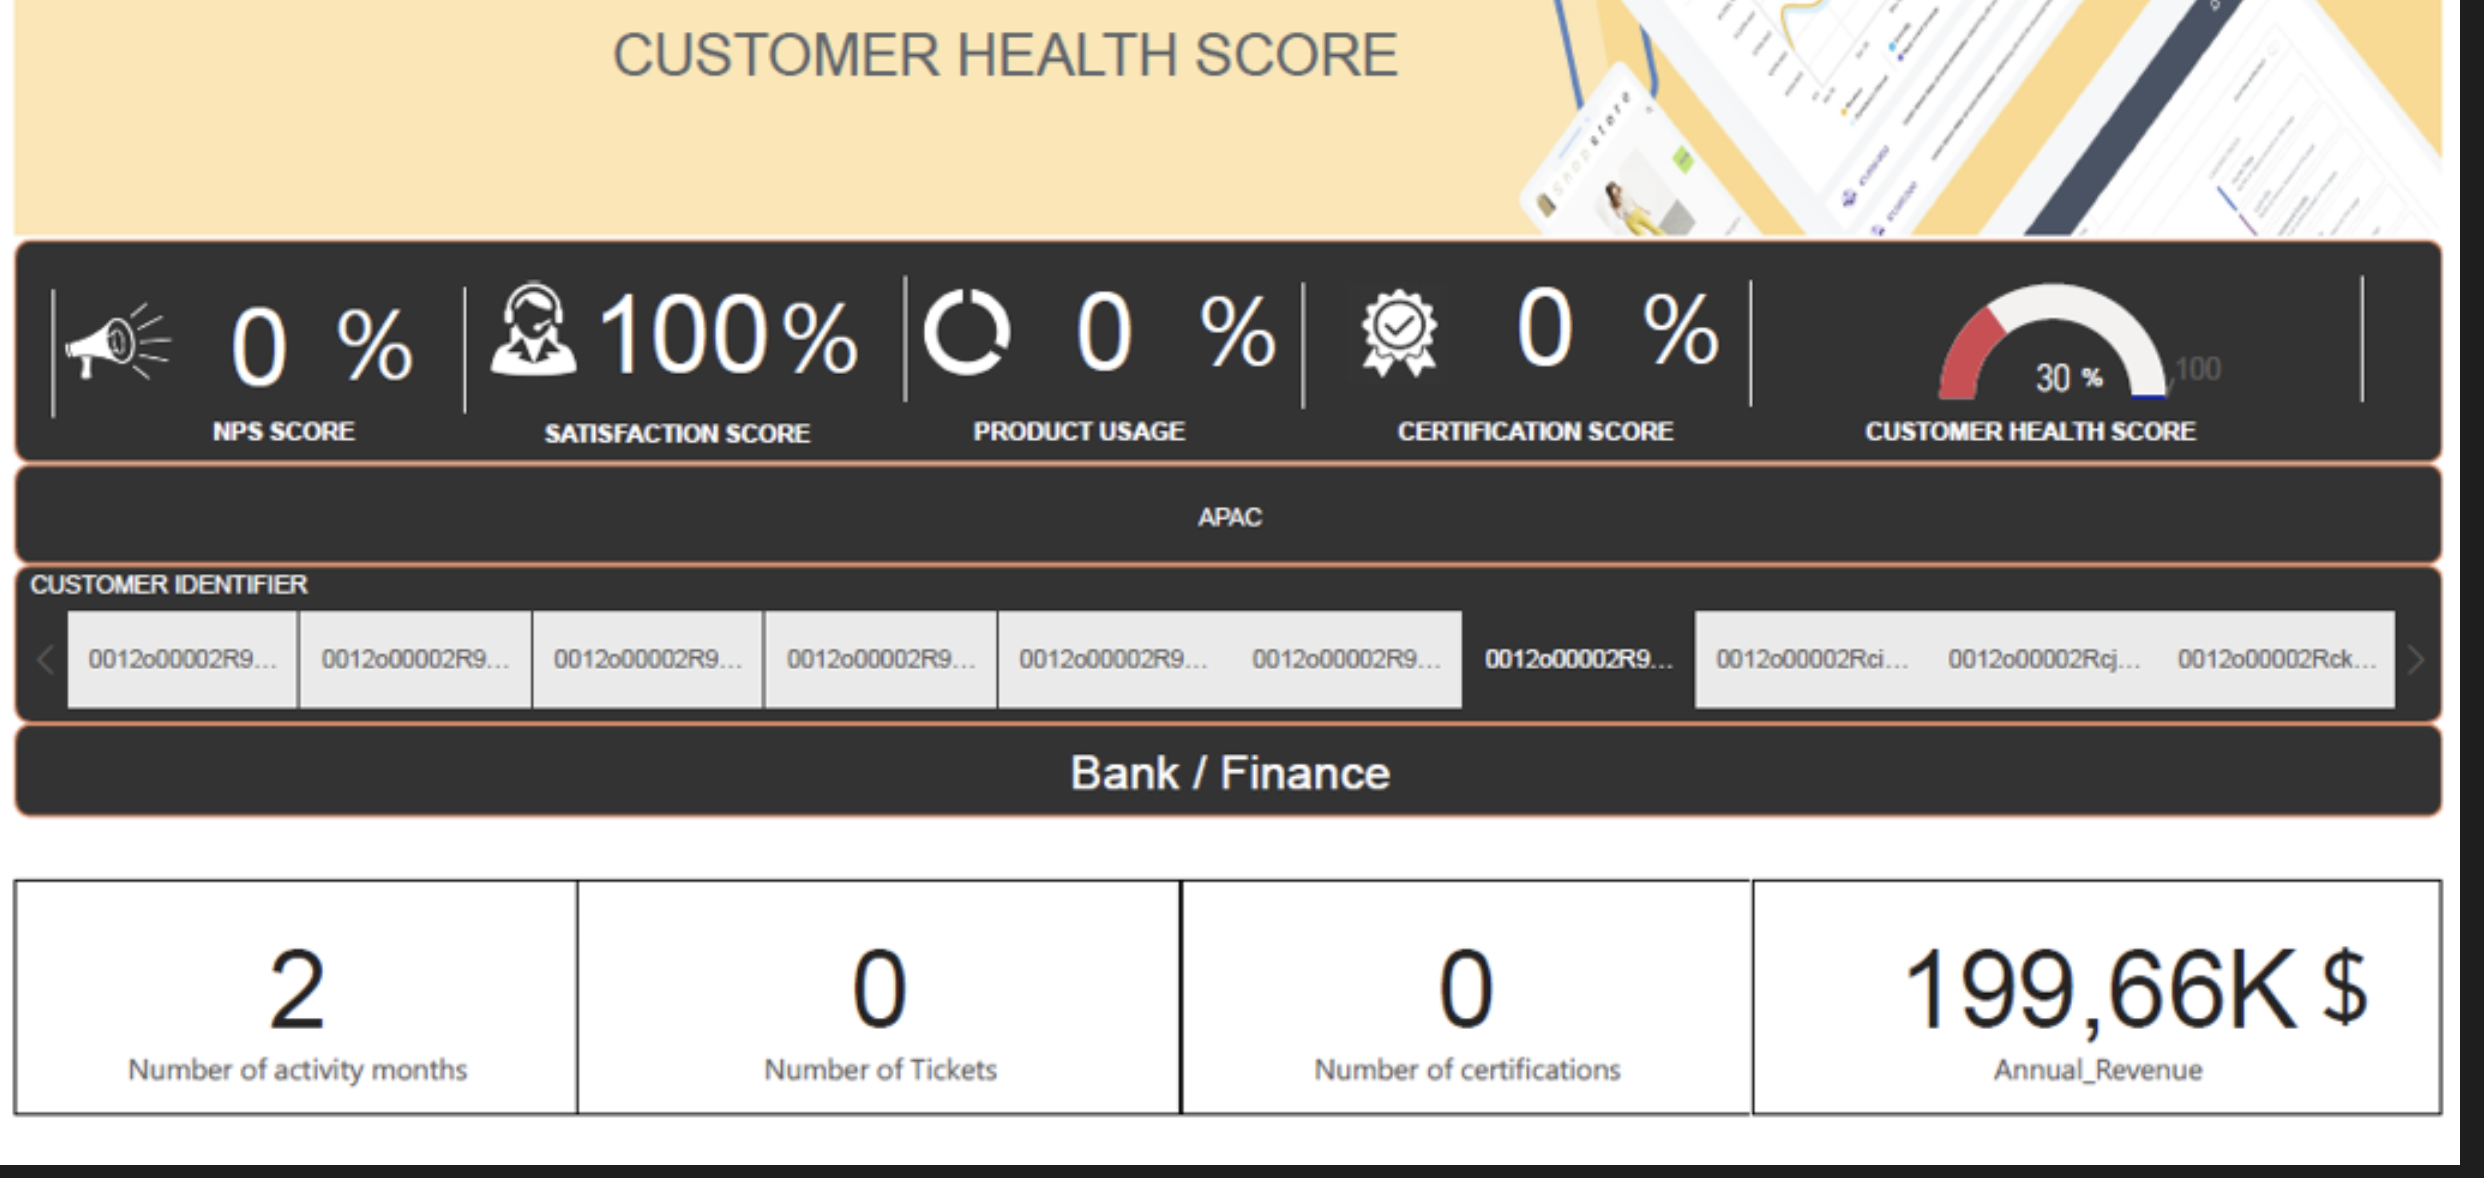 CUSTOMER HEALTH SCORE
shopstore
0 %
100%
0 %
0 %
30 %
100
NPS SCORE
SATISFACTION SCORE
PRODUCT USAGE
CERTIFICATION SCORE
CUSTOMER HEALTH SCORE
APAC
CUSTOMER IDENTIFIER
0012o00002R9... 0012o00002R9... 0012o00002R9... 0012o00002R9... 0012o00002R9... 0012o00002R9... 0012o00002R9... 0012o00002Rci... 0012o00002Rcj... 0012o00002Rck...
Bank / Finance
2
Number of activity months
0
Number of Tickets
0
Number of certifications
199,66K $
Annual_Revenue